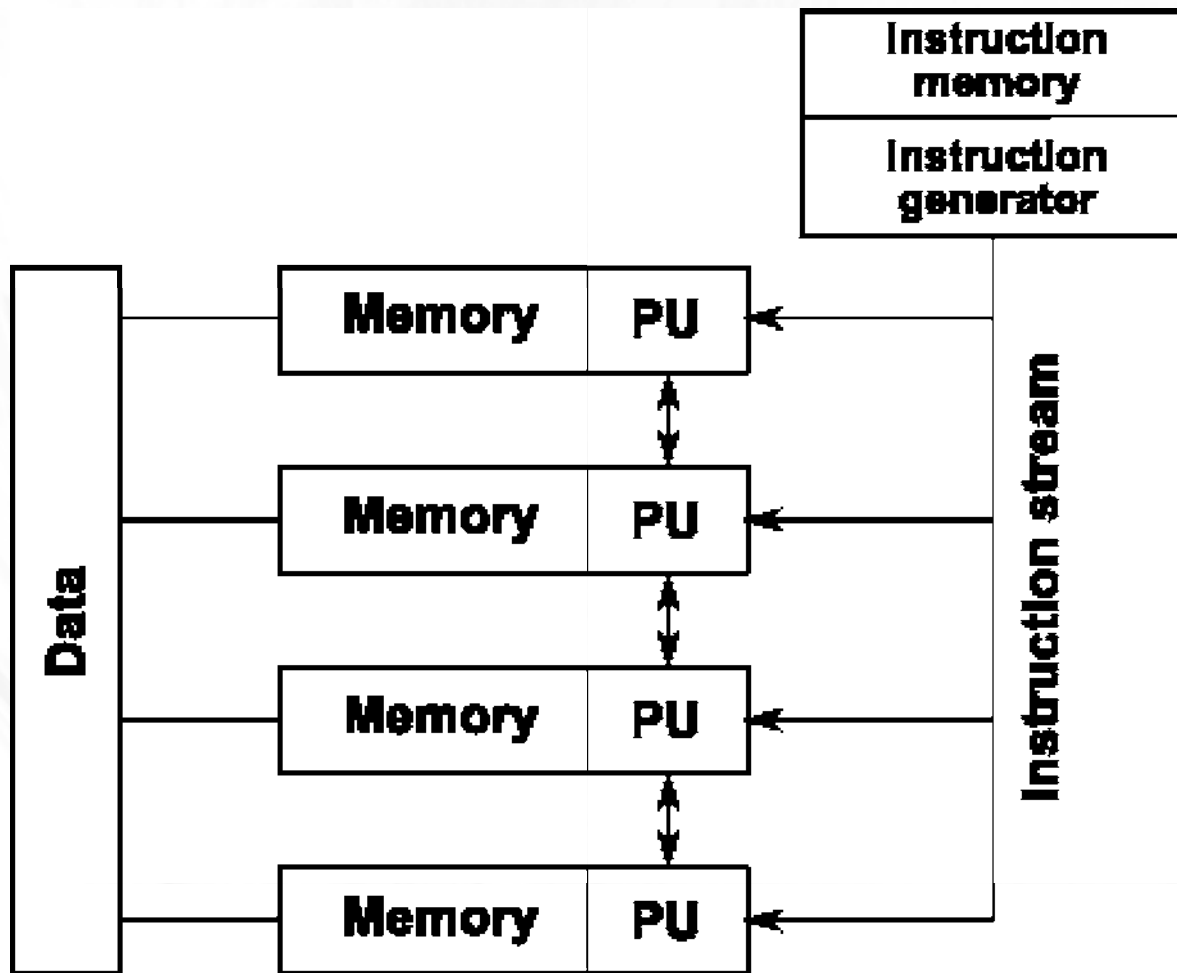 Instruction
memory
Instruction
generator
Memory PU
Memory PU
Memory PU
Memory PU
Data
Instruction stream